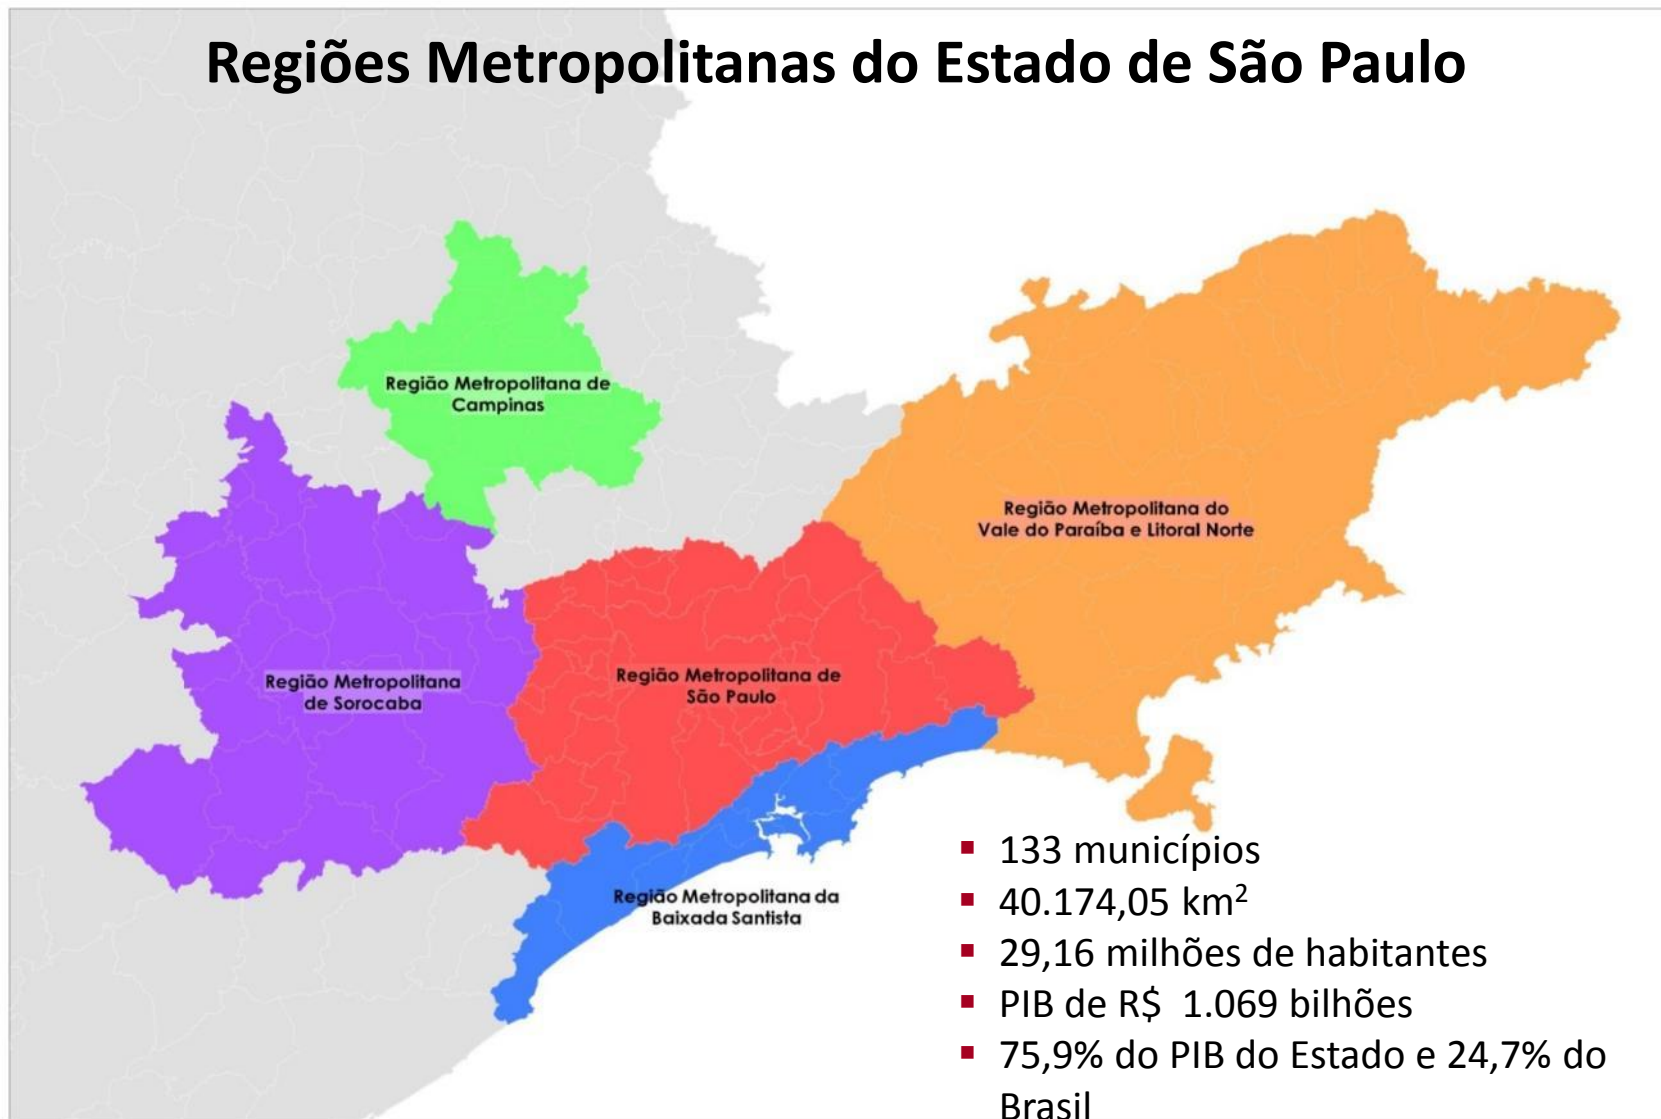 Regiões Metropolitanas do Estado de São Paulo
Região Metropolitana de
Campinas
Região Metropolitana do
Vale do Paraíba e Litoral Norte
Região Metropolitana
de Sorocaba
Região Metropolitana de
São Paulo
Região Metropolitana da
Baixada Santista
▪ 133 municípios
▪ 40.174,05 km²
▪ 29,16 milhões de habitantes
▪ PIB de R$ 1.069 bilhões
▪ 75,9% do PIB do Estado e 24,7% do
Brasil